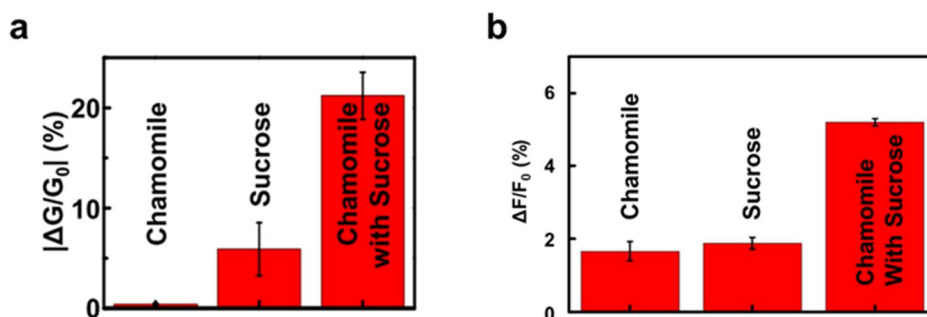 a
|ΔG/G₀| (%)
20
10
0
Chamomile
Sucrose
Chamomile
with Sucrose
b
ΔF/F₀ (%)
6
4
2
0
Chamomile
Sucrose
Chamomile
With Sucrose